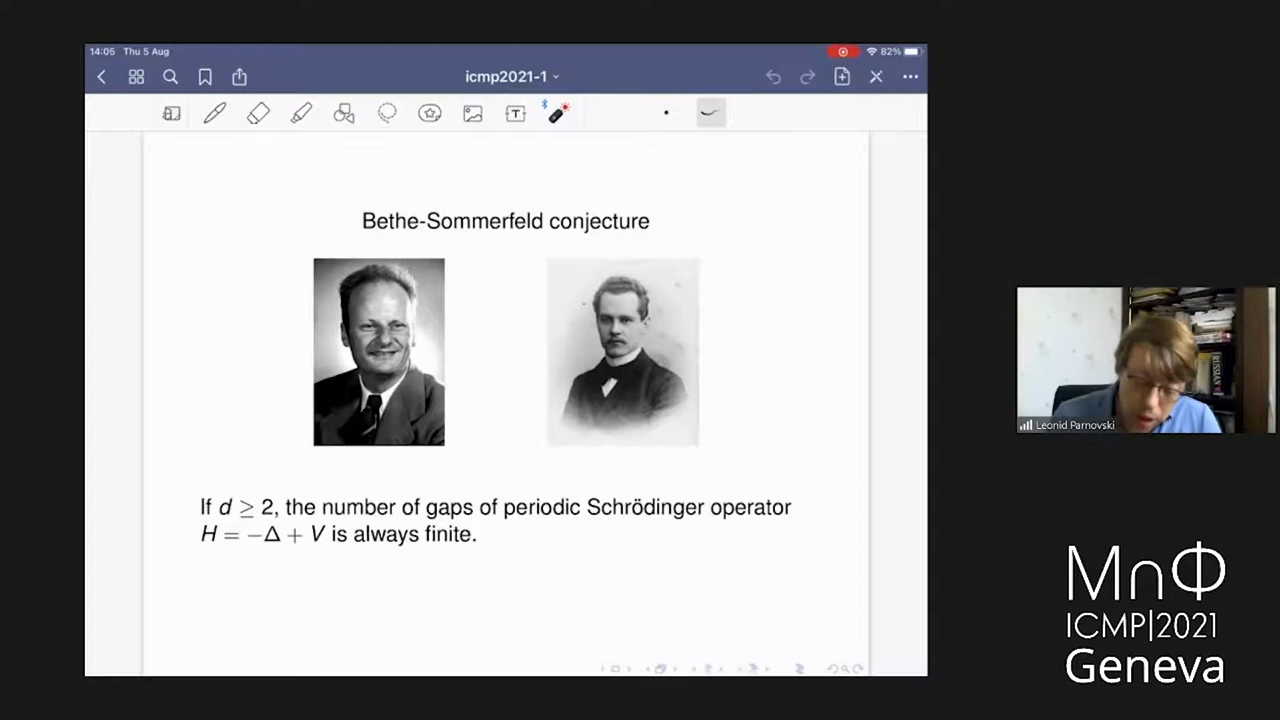 14:05 Thu 5 Aug
82%
icmp2021-1
T
Bethe-Sommerfeld conjecture
If d ≥ 2, the number of gaps of periodic Schrödinger operator
H = −Δ + V is always finite.
RUSSIAN
Leonid Parnovski
M∩Φ
ICMP|2021
Geneva